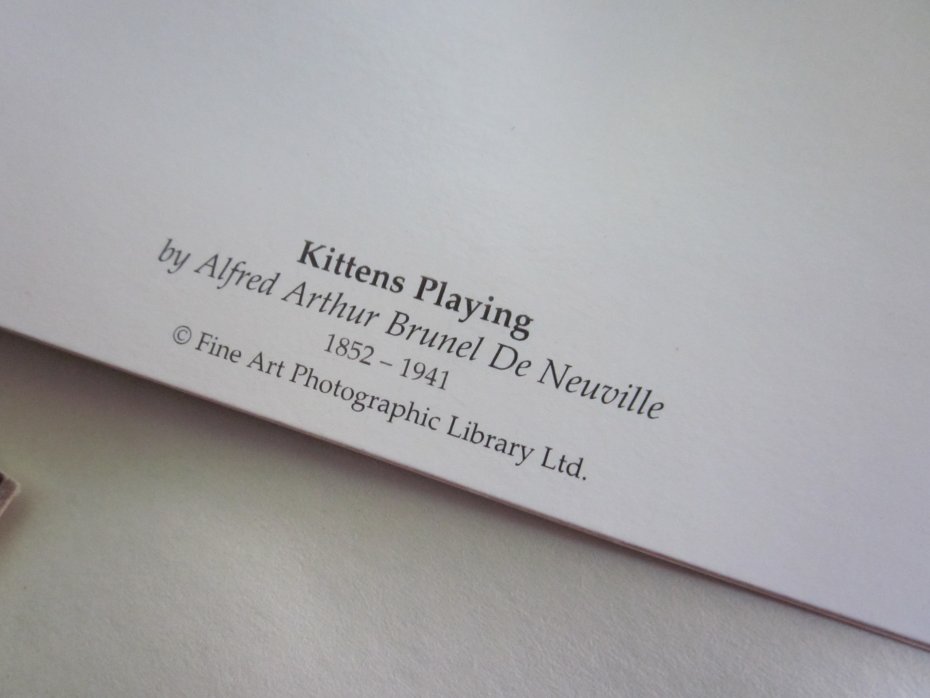 Kittens Playing
by Alfred Arthur Brunel De Neuville
1852 – 1941
© Fine Art Photographic Library Ltd.